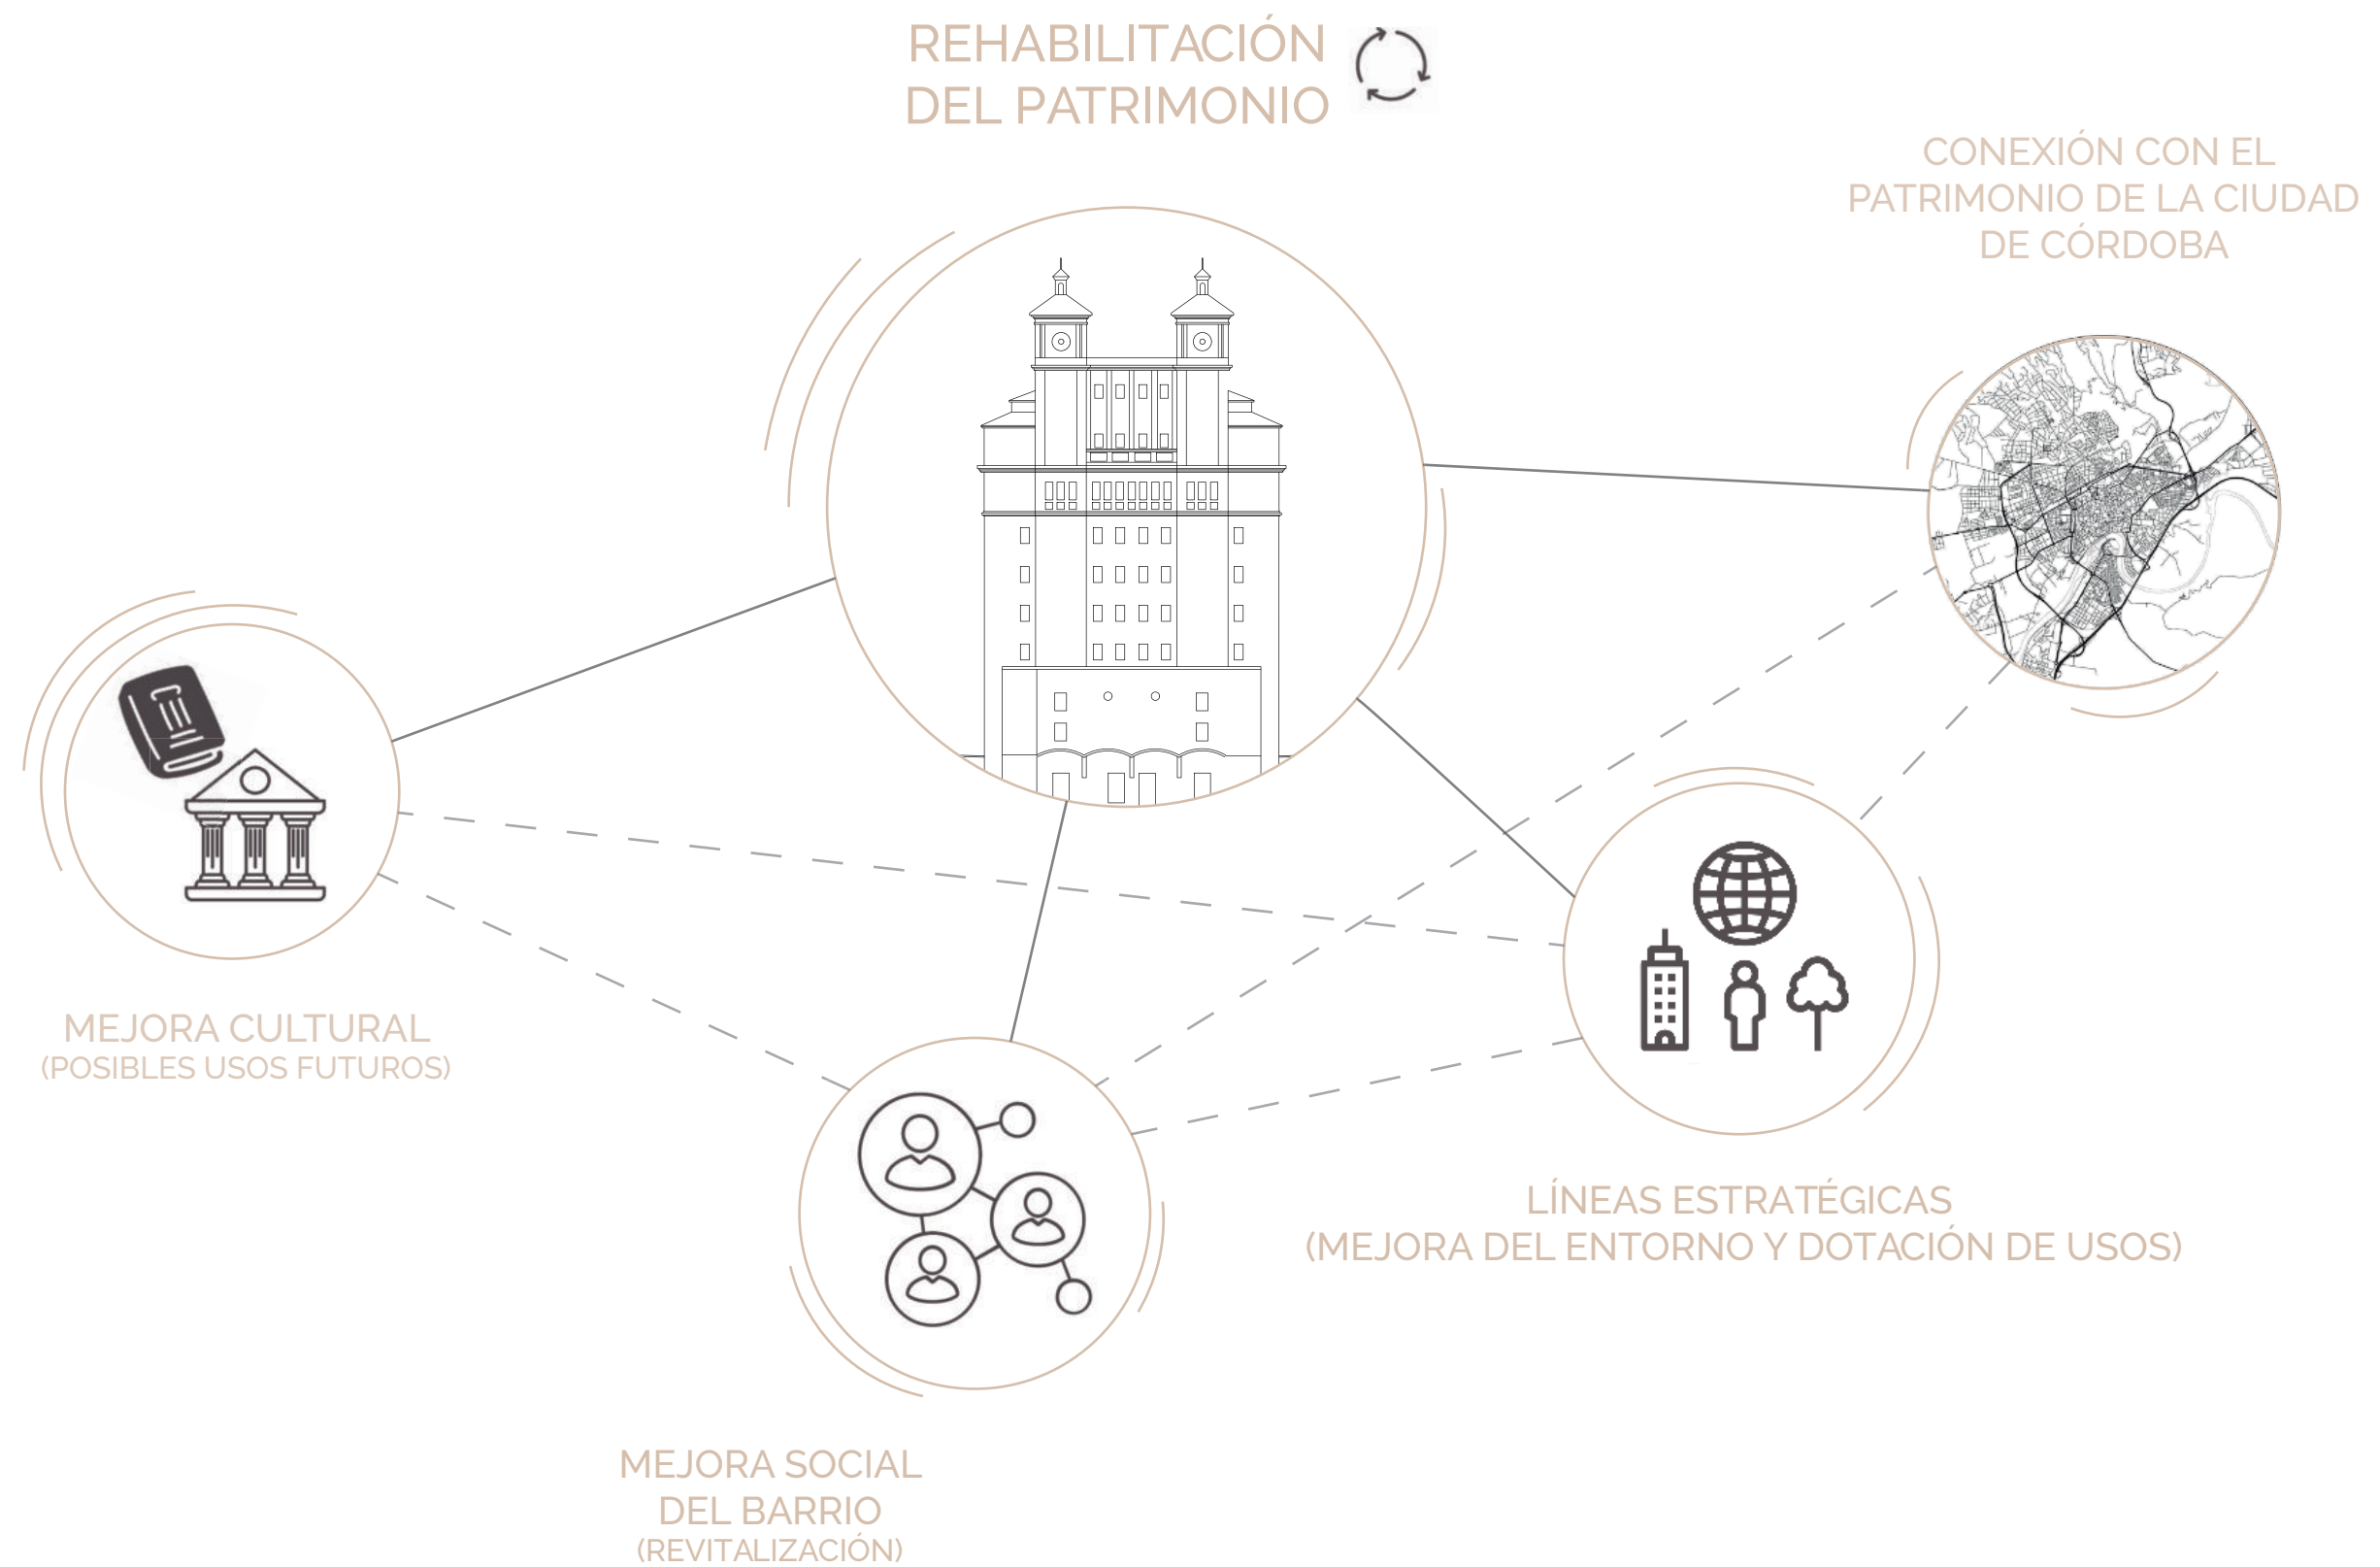 REHABILITACIÓN
DEL PATRIMONIO
CONEXIÓN CON EL
PATRIMONIO DE LA CIUDAD
DE CÓRDOBA
MEJORA CULTURAL
(POSIBLES USOS FUTUROS)
LÍNEAS ESTRATÉGICAS
(MEJORA DEL ENTORNO Y DOTACIÓN DE USOS)
MEJORA SOCIAL
DEL BARRIO
(REVITALIZACIÓN)